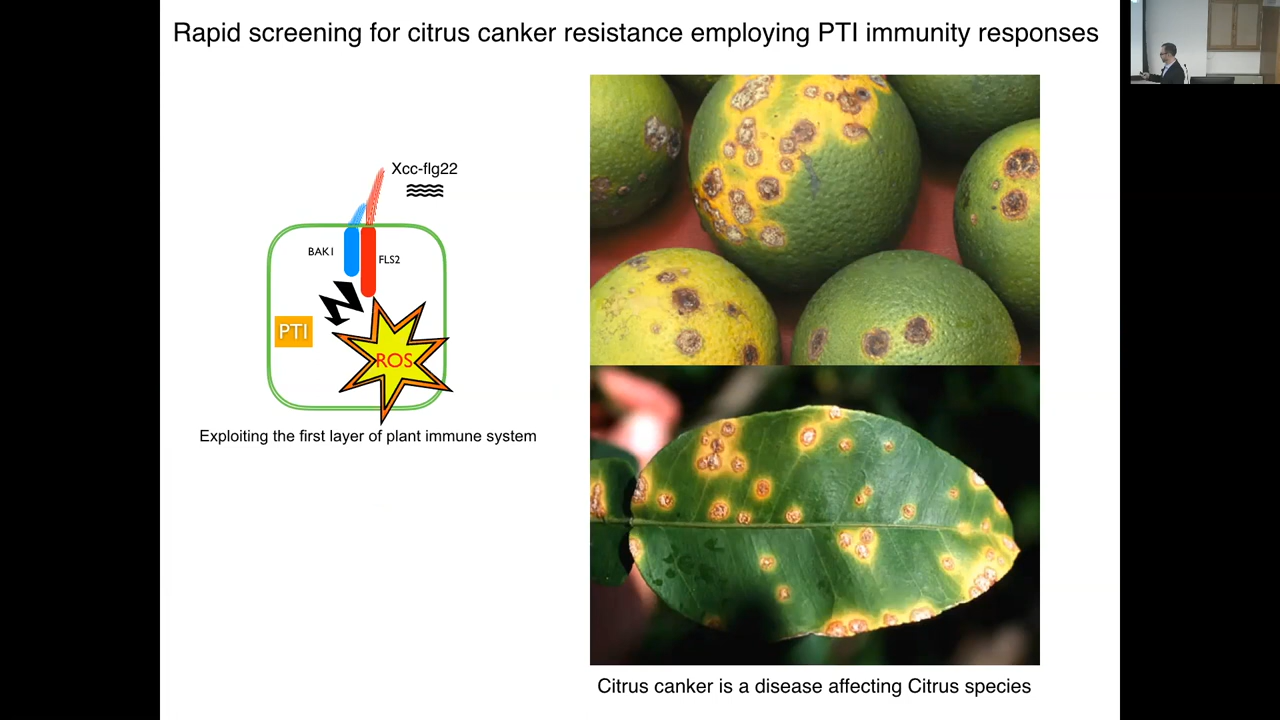 Rapid screening for citrus canker resistance employing PTI immunity responses
Xcc-flg22
BAK1
FLS2
PTI
ROS
Exploiting the first layer of plant immune system
Citrus canker is a disease affecting Citrus species